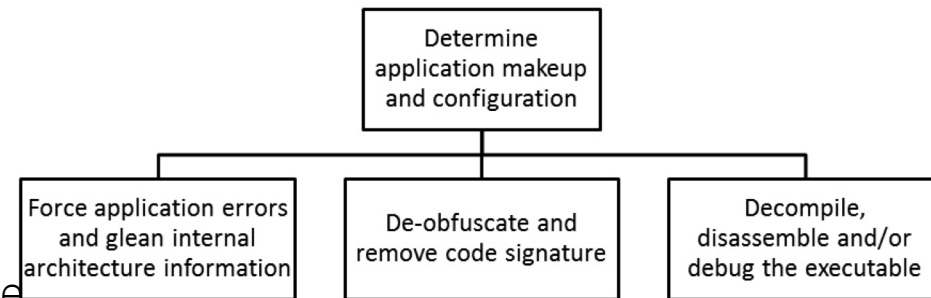 Determine
application makeup
and configuration
Force application errors
and glean internal
architecture information
De-obfuscate and
remove code signature
Decompile,
disassemble and/or
debug the executable
D